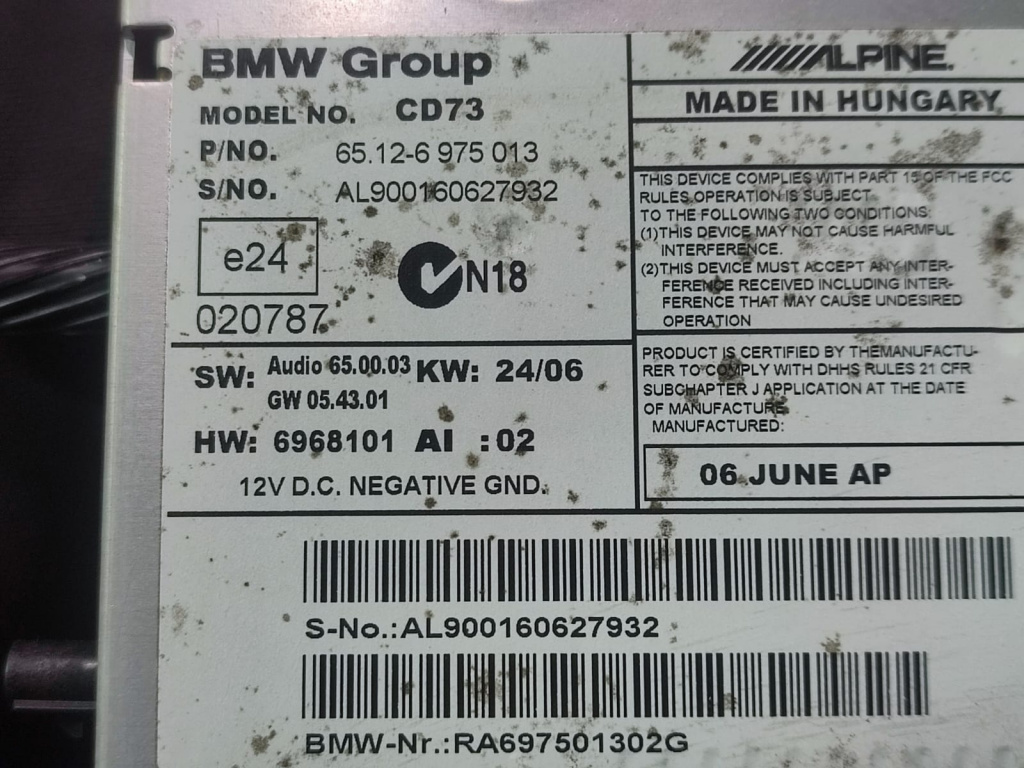 BMW Group
MODEL NO. CD73
P/NO. 65.12-6 975 013
S/NO. AL900160627932
e24
N18
020787
SW: Audio 65.00.03 KW: 24/06
GW 05.43.01
HW: 6968101 AI :02
12V D.C. NEGATIVE GND.
ALPINE.
MADE IN HUNGARY
THIS DEVICE COMPLIES WITH PART 15 OF THE FCC
RULES.OPERATION IS SUBJECT
TO THE FOLLOWING TWO CONDITIONS:
(1)THIS DEVICE MAY NOT CAUSE HARMFUL
INTERFERENCE.
(2)THIS DEVICE MUST ACCEPT ANY INTER-
FERENCE RECEIVED INCLUDING INTER-
FERENCE THAT MAY CAUSE UNDESIRED
OPERATION
PRODUCT IS CERTIFIED BY THEMANUFACTU-
RER TO COMPLY WITH DHHS RULES 21 CFR
SUBCHAPTER J APPLICATION AT THE DATE
OF MANUFACTURE.
MANUFACTURED:
06 JUNE AP
S-No.:AL900160627932
BMW-Nr.:RA697501302G